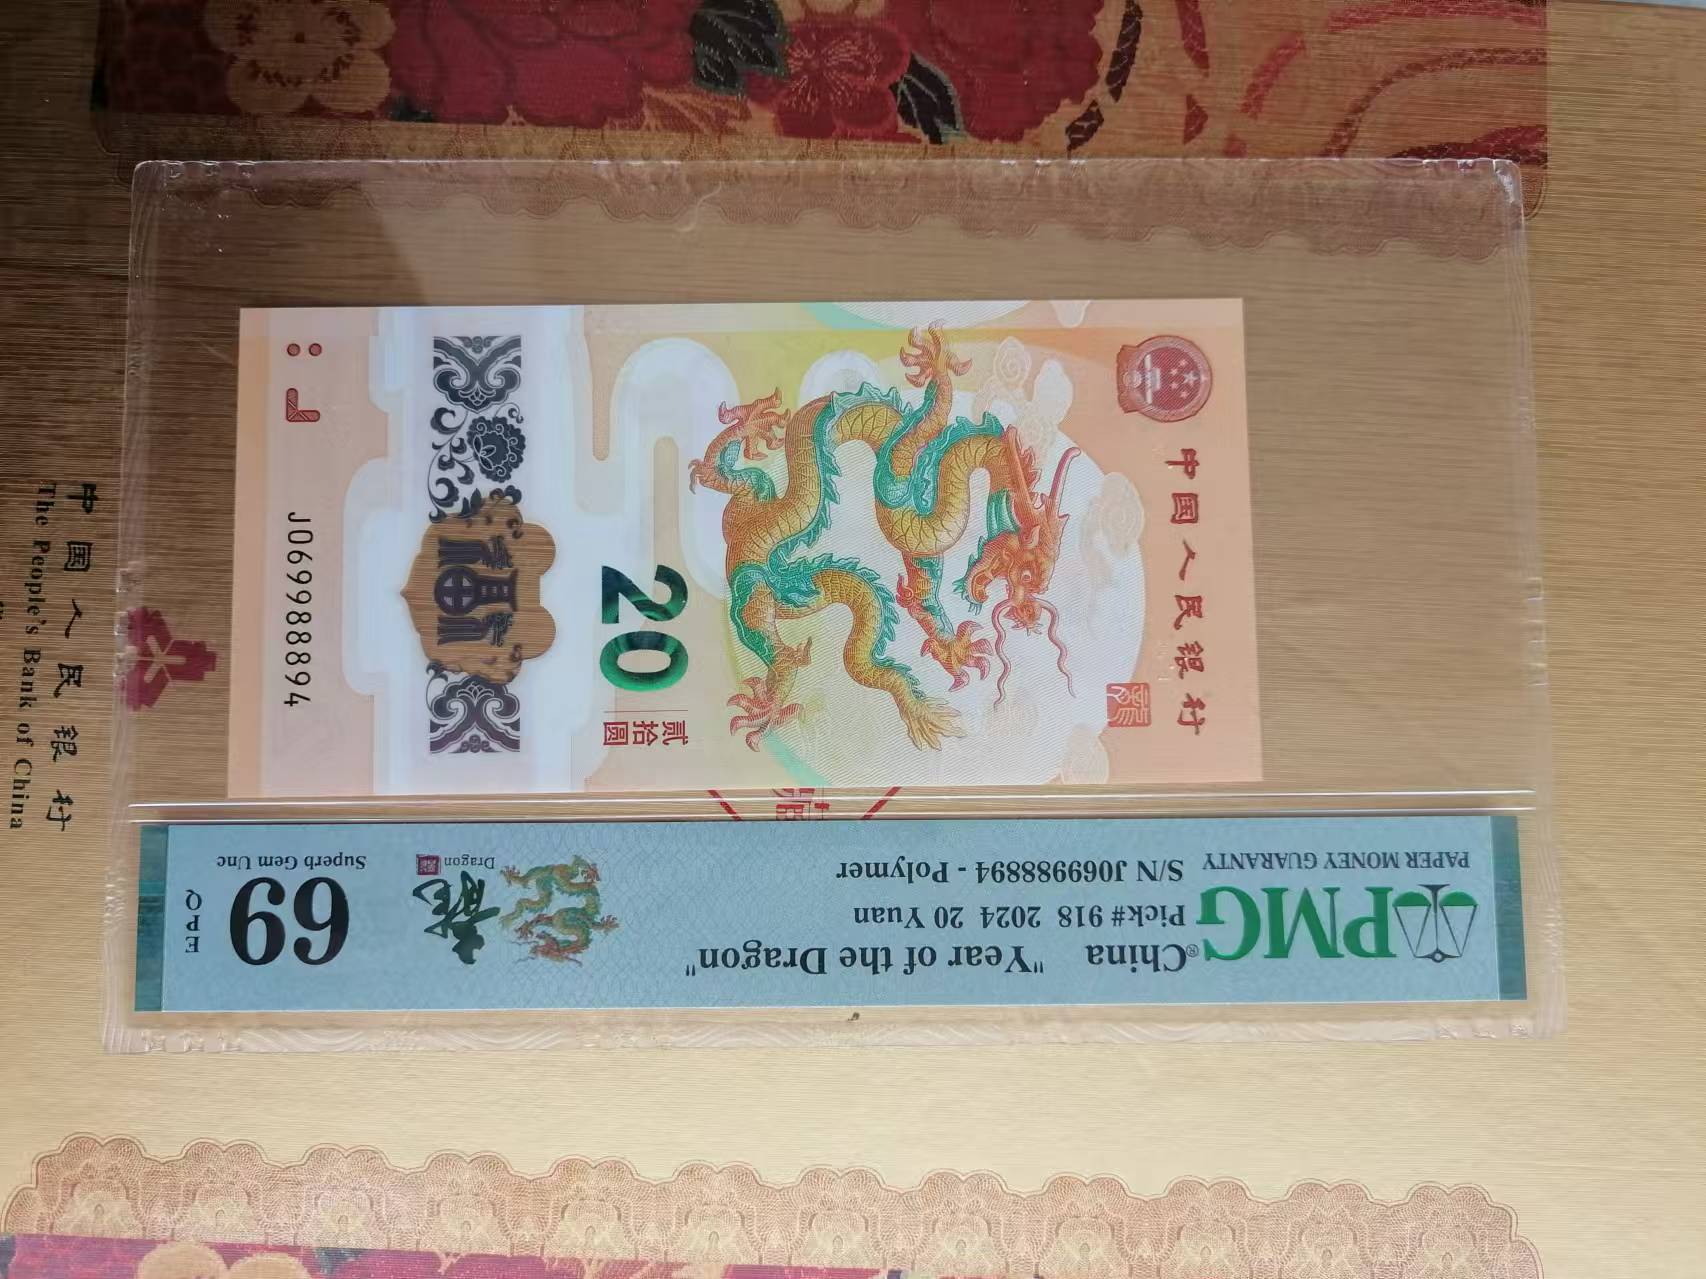 中国人民银行
The People's Bank of China
中国人民银行
20
贰拾圆
J069988894
PMG
PAPER MONEY GUARANTY
China "Year of the Dragon"
Pick# 918 2024 20 Yuan
S/N J069988894 - Polymer
龍
Dragon
69
Superb Gem Unc
EPQ